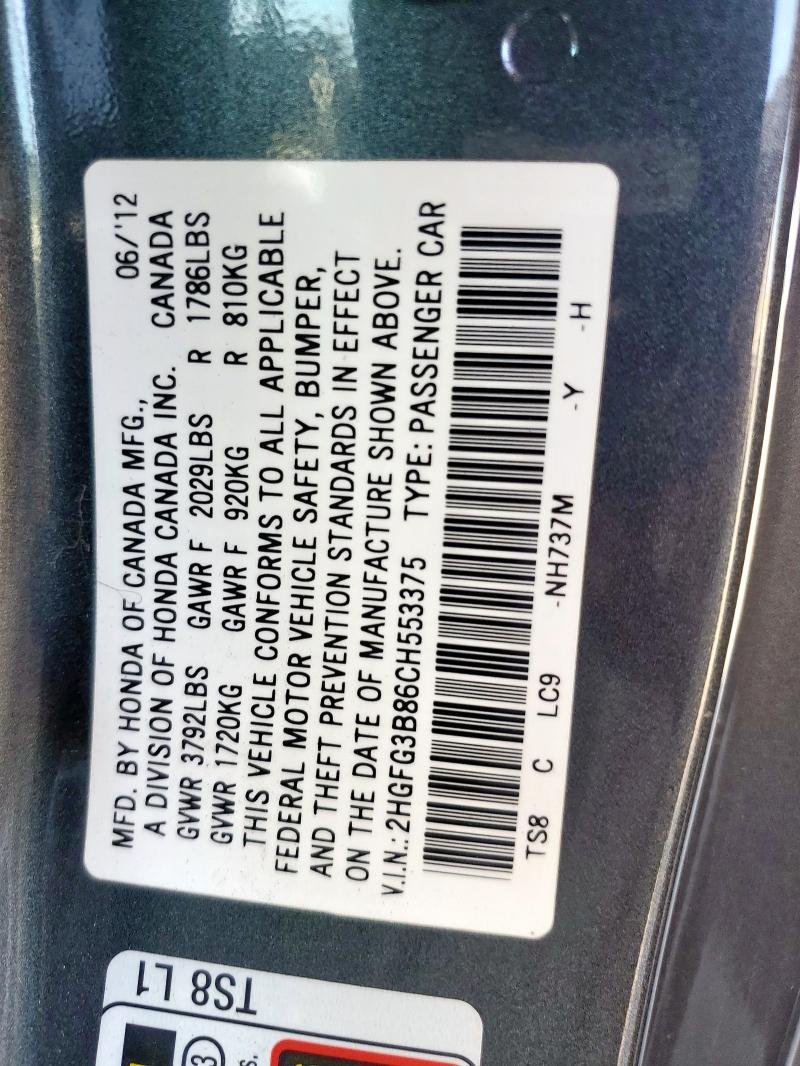 MFD. BY HONDA OF CANADA MFG., 06/'12
A DIVISION OF HONDA CANADA INC. CANADA
GVWR 3792LBS GAWR F 2029LBS R 1786LBS
GVWR 1720KG GAWR F 920KG R 810KG
THIS VEHICLE CONFORMS TO ALL APPLICABLE
FEDERAL MOTOR VEHICLE SAFETY, BUMPER,
AND THEFT PREVENTION STANDARDS IN EFFECT
ON THE DATE OF MANUFACTURE SHOWN ABOVE.
V.I.N.: 2HGFG3B86CH553375 TYPE: PASSENGER CAR
TS8 C LC9 -NH737M -Y -H
TS8 L1
3
s.